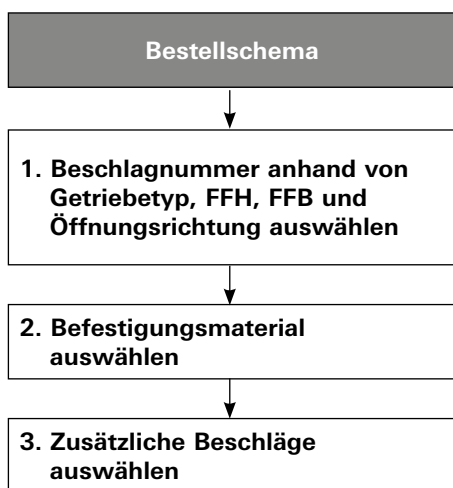 Bestellschema
1. Beschlagnummer anhand von
Getriebetyp, FFH, FFB und
Öffnungsrichtung auswählen
2. Befestigungsmaterial
auswählen
3. Zusätzliche Beschläge
auswählen